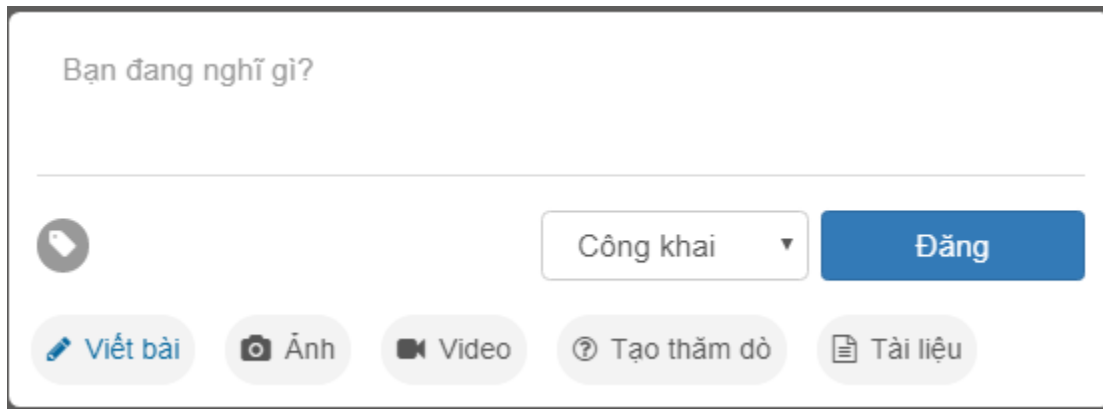 Bạn đang nghĩ gì?
Công khai
Đăng
Viết bài
Ảnh
Video
Tạo thăm dò
Tài liệu